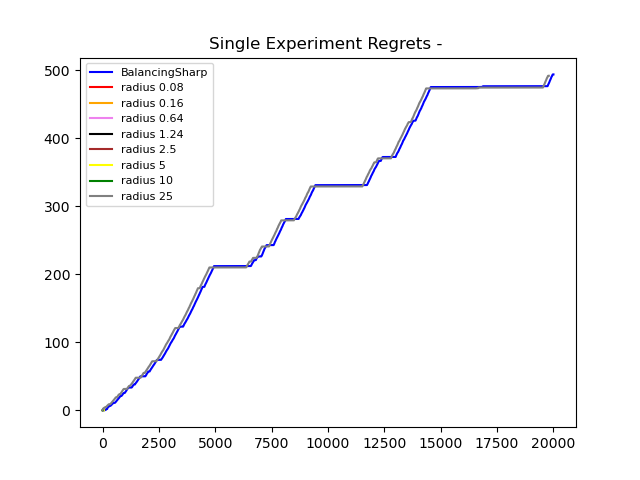 Single Experiment Regrets -
BalancingSharp
radius 0.08
radius 0.16
radius 0.64
radius 1.24
radius 2.5
radius 5
radius 10
radius 25
500
400
300
200
100
0
0 2500 5000 7500 10000 12500 15000 17500 20000